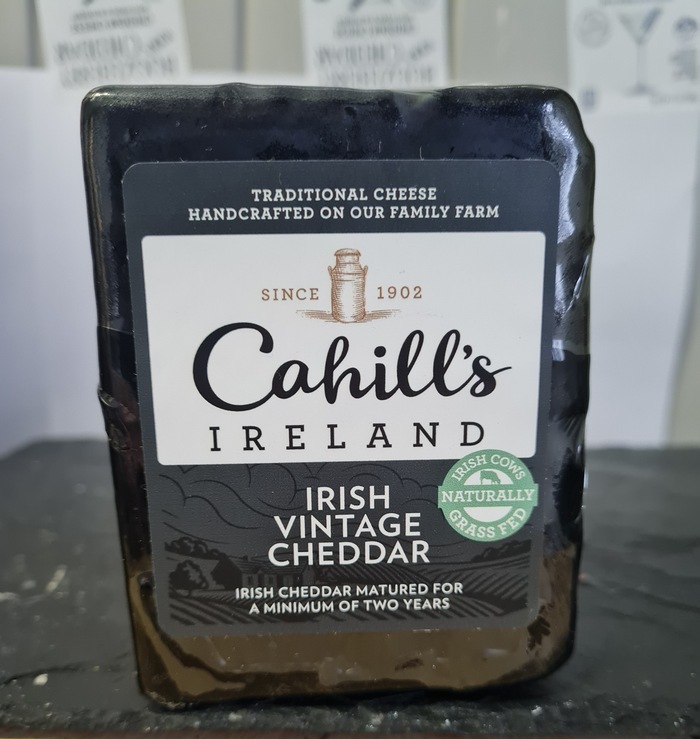 TRADITIONAL CHEESE
HANDCRAFTED ON OUR FAMILY FARM
SINCE 1902
Cahill's
IRELAND
IRISH COWS
NATURALLY
GRASS FED
IRISH
VINTAGE
CHEDDAR
IRISH CHEDDAR MATURED FOR
A MINIMUM OF TWO YEARS